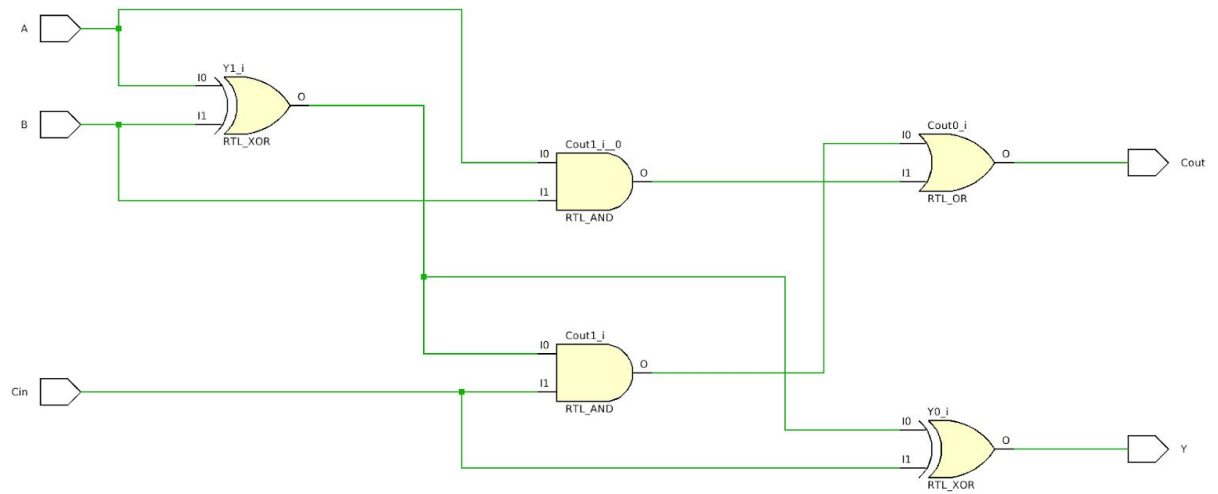 A
Y1_i
I0
O
I1
B
RTL_XOR
Cout1_i__0
I0
O
I1
RTL_AND
Cout0_i
I0
O
I1
Cout
RTL_OR
Cout1_i
I0
O
I1
Cin
RTL_AND
Y0_i
I0
O
I1
Y
RTL_XOR